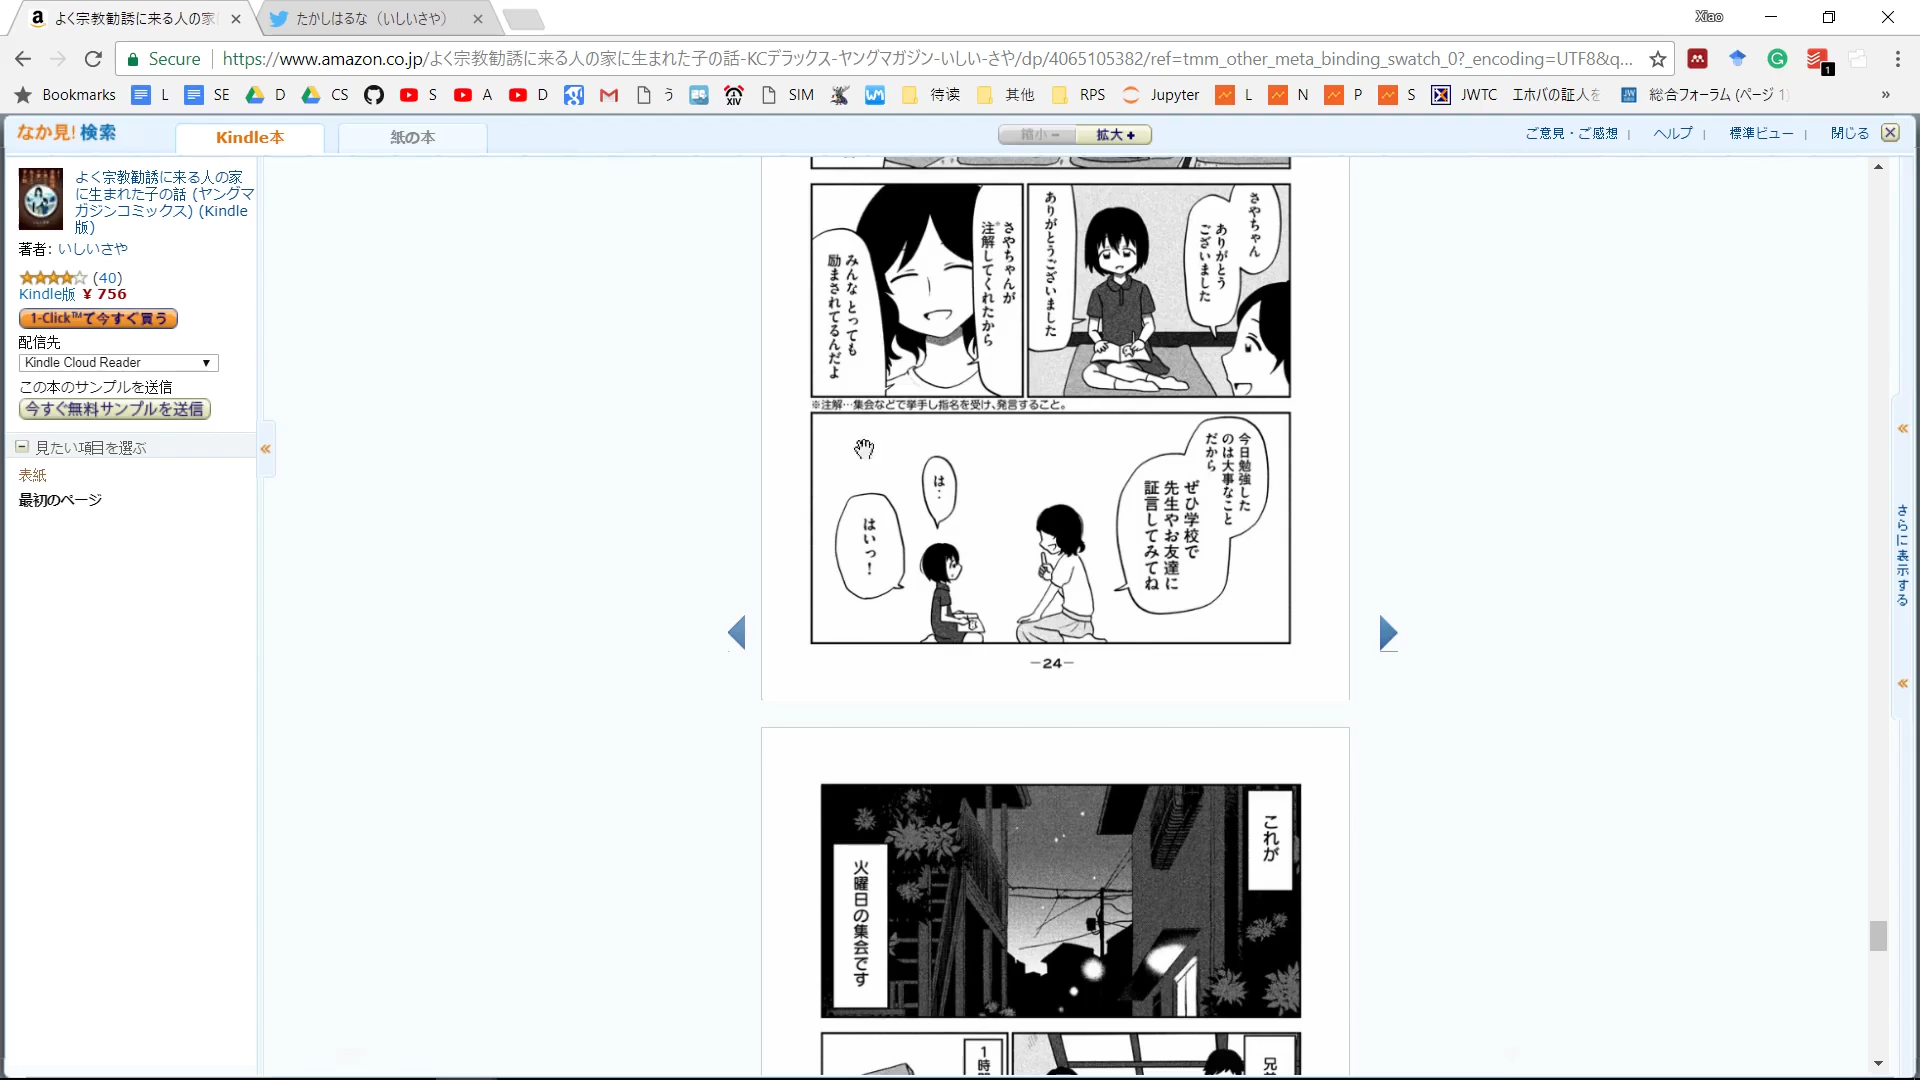 よく宗教勧誘に来る人の家
たかしはるな（いしいさや）
Xiao
Secure
https://www.amazon.co.jp/よく宗教勧誘に来る人の家に生まれた子の話-KCデラックス-ヤングマガジン-いしい-さや/dp/4065105382/ref=tmm_other_meta_binding_swatch_0?_encoding=UTF8&q...
1
Bookmarks L SE D CS S A D う SIM 待读 其他 RPS Jupyter L N P S JWTC エホバの証人を 総合フォーラム (ページ 1) »
なか見!検索
Kindle本
紙の本
縮小 －
拡大 +
ご意見・ご感想 | ヘルプ | 標準ビュー | 閉じる
よく宗教勧誘に来る人の家
に生まれた子の話 (ヤングマ
ガジンコミックス) (Kindle
版)
著者: いしいさや
(40)
Kindle版 ¥ 756
1-Click™で今すぐ買う
配信先
Kindle Cloud Reader
この本のサンプルを送信
今すぐ無料サンプルを送信
見たい項目を選ぶ
表紙
最初のページ
さらに表示する
さやちゃん
ありがとう
ございました
ありがとうございました
さやちゃんが
注解※してくれたから
みんな とっても
励まされてるんだよ
※注解…集会などで挙手し指名を受け、発言すること。
今日勉強した
のは大事なこと
だから
ぜひ学校で
先生やお友達に
証言してみてね
は‥
はいっ！
—24—
これが
火曜日の集会です
兄
1時間